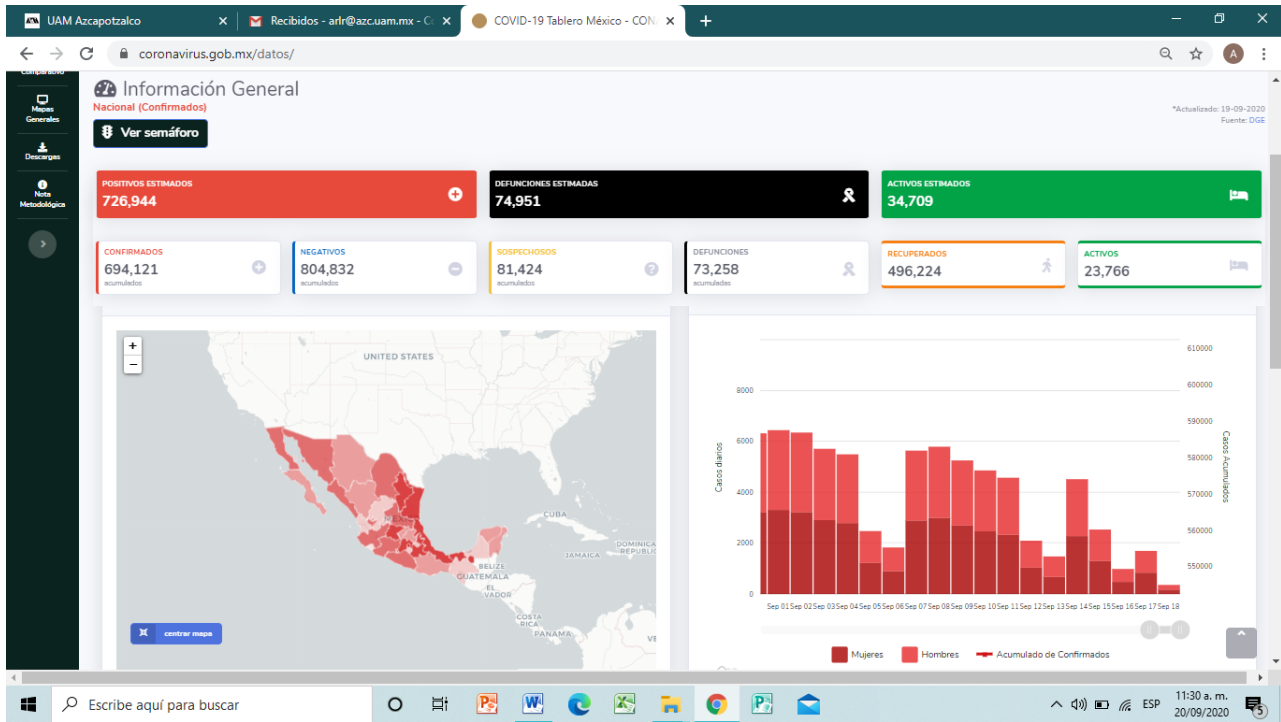 UAM Azcapotzalco
Recibidos - arlr@azc.uam.mx - C
COVID-19 Tablero México - CON
coronavirus.gob.mx/datos/
A
Comparativo
Mapas
Generales
Descargas
Nota
Metodológica
Información General
Nacional (Confirmados)
Ver semáforo
*Actualizado: 19-09-2020
Fuente: DGE
POSITIVOS ESTIMADOS
726,944
DEFUNCIONES ESTIMADAS
74,951
ACTIVOS ESTIMADOS
34,709
CONFIRMADOS
694,121
acumulados
NEGATIVOS
804,832
acumulados
SOSPECHOSOS
81,424
acumulados
DEFUNCIONES
73,258
acumuladas
RECUPERADOS
496,224
ACTIVOS
23,766
+
−
UNITED STATES
CUBA
JAMAICA
DOMINICA
REPUBLIC
BELIZE
GUATEMALA
EL
VADOR
COSTA
RICA
PANAMA
VE
centrar mapa
Casos diarios
8000
6000
4000
2000
0
610000
600000
590000
580000
570000
560000
550000
Casos Acumulados
Sep 01 Sep 02 Sep 03 Sep 04 Sep 05 Sep 06 Sep 07 Sep 08 Sep 09 Sep 10 Sep 11 Sep 12 Sep 13 Sep 14 Sep 15 Sep 16 Sep 17 Sep 18
Mujeres Hombres Acumulado de Confirmados
Escribe aquí para buscar
ESP
11:30 a. m.
20/09/2020
5